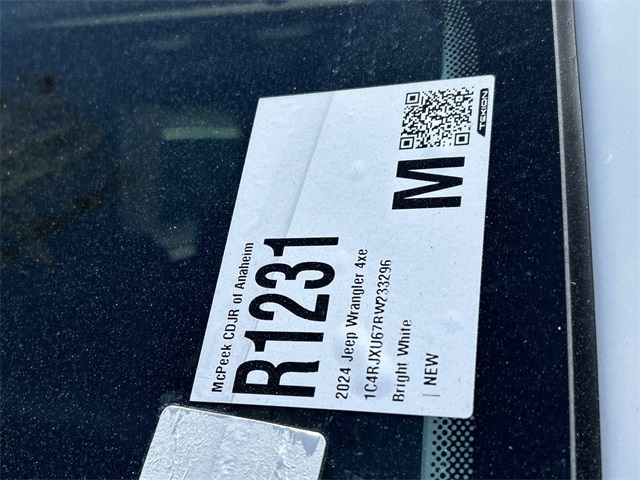 McPeek CDJR of Anaheim
R1231
M
2024 Jeep Wrangler 4xe
1C4RJXU67RW233296
Bright White
| NEW
TEKION